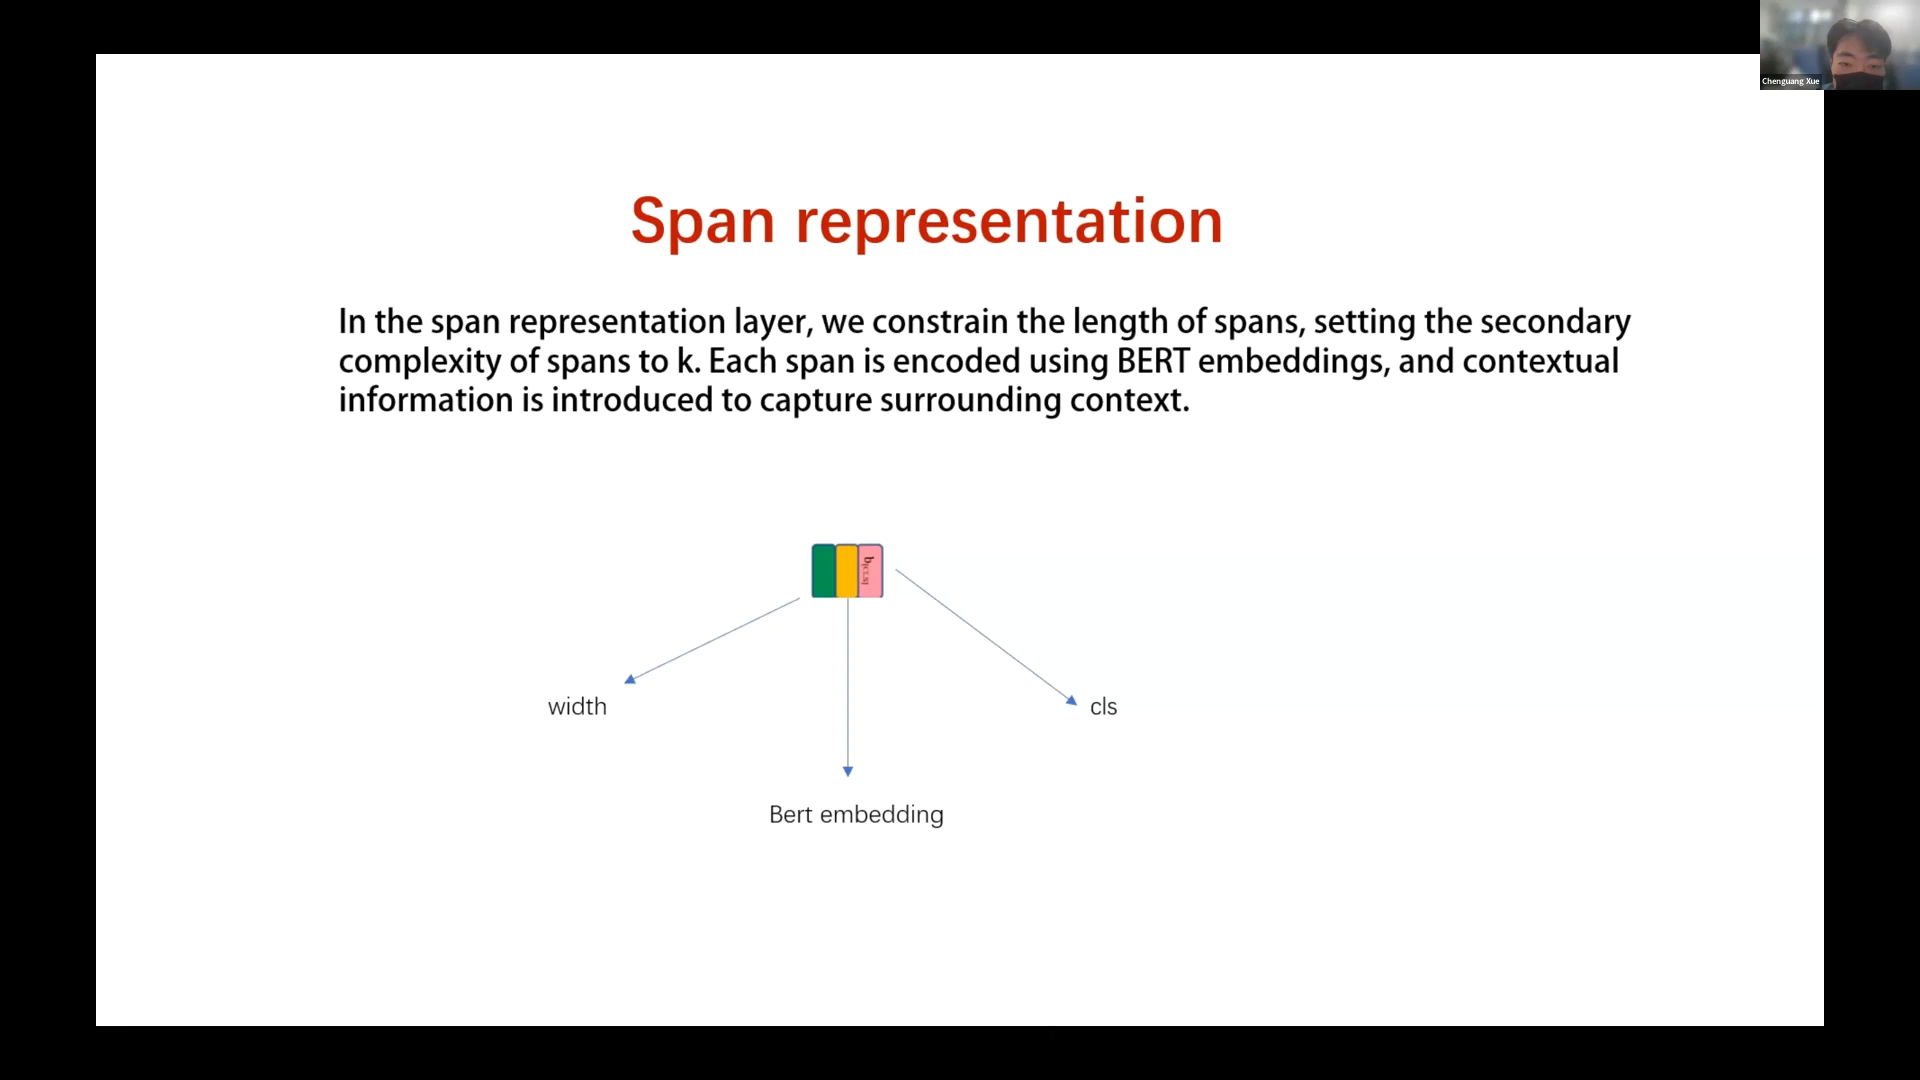 Chenguang Xue
Span representation
In the span representation layer, we constrain the length of spans, setting the secondary
complexity of spans to k. Each span is encoded using BERT embeddings, and contextual
information is introduced to capture surrounding context.
width
cls
Bert embedding